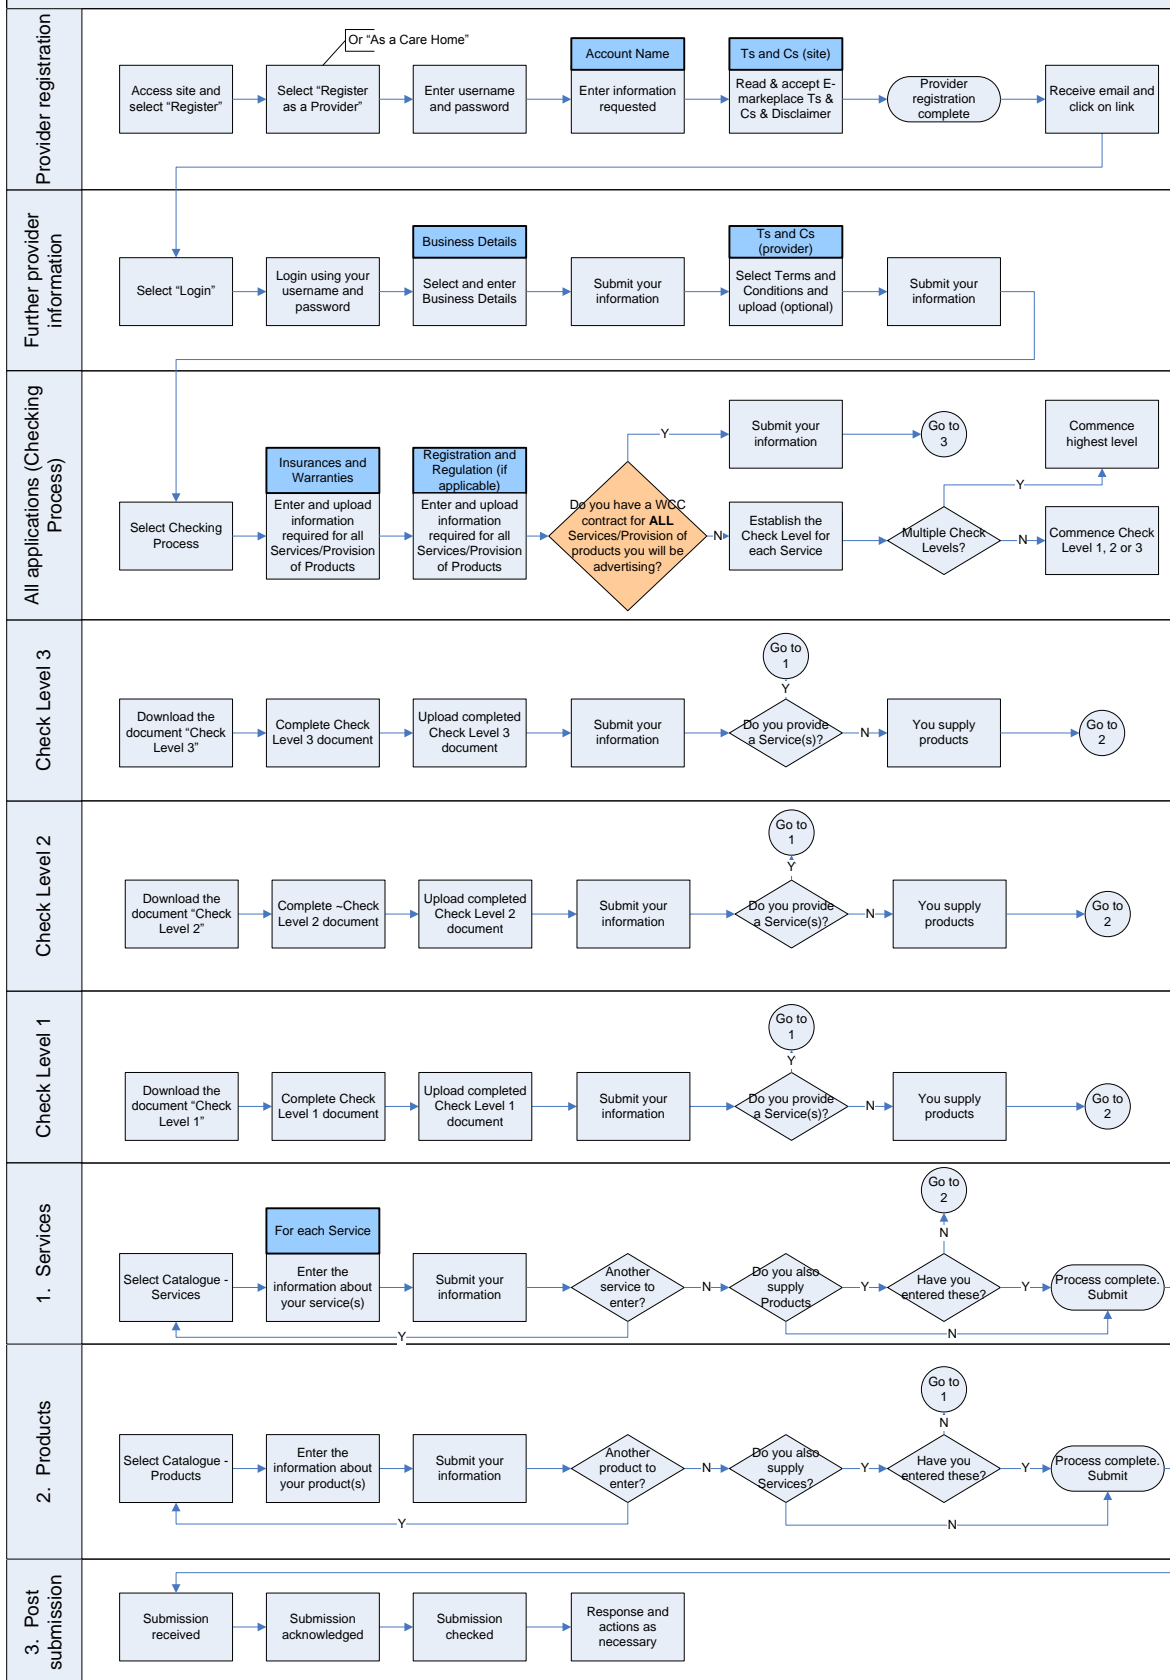 Provider registration
Or “As a Care Home”
Access site and
select “Register”
Select “Register
as a Provider”
Enter username
and password
Account Name
Enter information
requested
Ts and Cs (site)
Read & accept E-
markeplace Ts &
Cs & Disclaimer
Provider
registration
complete
Receive email and
click on link
Further provider
information
Select “Login”
Login using your
username and
password
Business Details
Select and enter
Business Details
Submit your
information
Ts and Cs
(provider)
Select Terms and
Conditions and
upload (optional)
Submit your
information
All applications (Checking
Process)
Select Checking
Process
Insurances and
Warranties
Enter and upload
information
required for all
Services/Provision
of Products
Registration and
Regulation (if
applicable)
Enter and upload
information
required for all
Services/Provision
of Products
Do you have a WCC
contract for ALL
Services/Provision of
products you will be
advertising?
Y
Submit your
information
Go to
3
N
Establish the
Check Level for
each Service
Multiple Check
Levels?
Y
Commence
highest level
N
Commence Check
Level 1, 2 or 3
Check Level 3
Download the
document “Check
Level 3”
Complete Check
Level 3 document
Upload completed
Check Level 3
document
Submit your
information
Do you provide
a Service(s)?
Y
Go to
1
N
You supply
products
Go to
2
Check Level 2
Download the
document “Check
Level 2”
Complete ~Check
Level 2 document
Upload completed
Check Level 2
document
Submit your
information
Do you provide
a Service(s)?
Y
Go to
1
N
You supply
products
Go to
2
Check Level 1
Download the
document “Check
Level 1”
Complete Check
Level 1 document
Upload completed
Check Level 1
document
Submit your
information
Do you provide
a Service(s)?
Y
Go to
1
N
You supply
products
Go to
2
1. Services
Select Catalogue -
Services
For each Service
Enter the
information about
your service(s)
Submit your
information
Another
service to
enter?
Y
N
Do you also
supply
Products
Y
N
Have you
entered these?
N
Go to
2
Y
Process complete.
Submit
2. Products
Select Catalogue -
Products
Enter the
information about
your product(s)
Submit your
information
Another
product to
enter?
Y
N
Do you also
supply
Services?
Y
N
Have you
entered these?
N
Go to
1
Y
Process complete.
Submit
3. Post
submission
Submission
received
Submission
acknowledged
Submission
checked
Response and
actions as
necessary